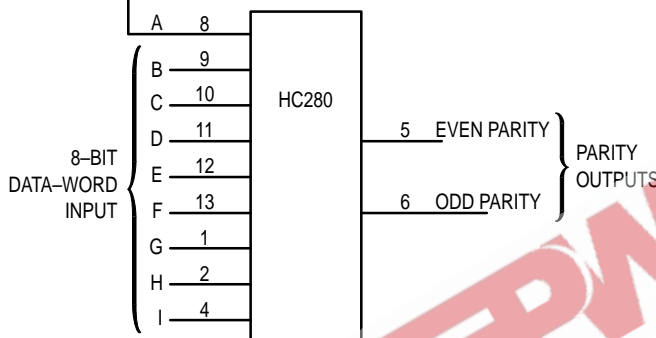 A 8
B 9
C 10
D 11
E 12
F 13
G 1
H 2
I 4
8–BIT
DATA–WORD
INPUT
HC280
5 EVEN PARITY
6 ODD PARITY
PARITY
OUTPUTS